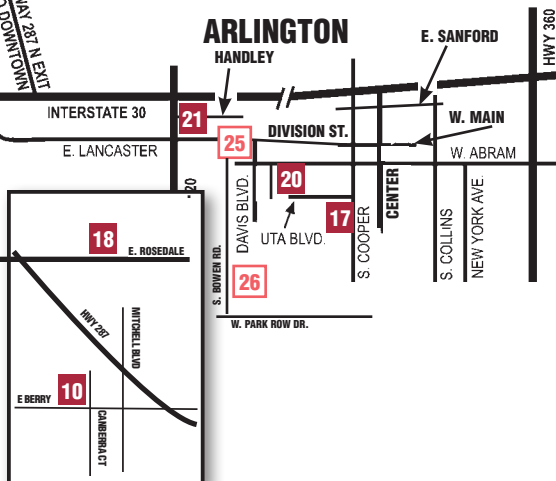 WAY 287 N EXIT
DOWNTOWN
ARLINGTON
HANDLEY
E. SANFORD
HWY 360
INTERSTATE 30
21
25
DIVISION ST.
W. MAIN
E. LANCASTER
W. ABRAM
20
20
DAVIS BLVD.
UTA BLVD.
17
S. COOPER
CENTER
S. COLLINS
NEW YORK AVE.
18
E. ROSEDALE
S. BOWEN RD.
26
W. PARK ROW DR.
HWY 287
MITCHELL BLVD
E BERRY
10
CANBERRA CT